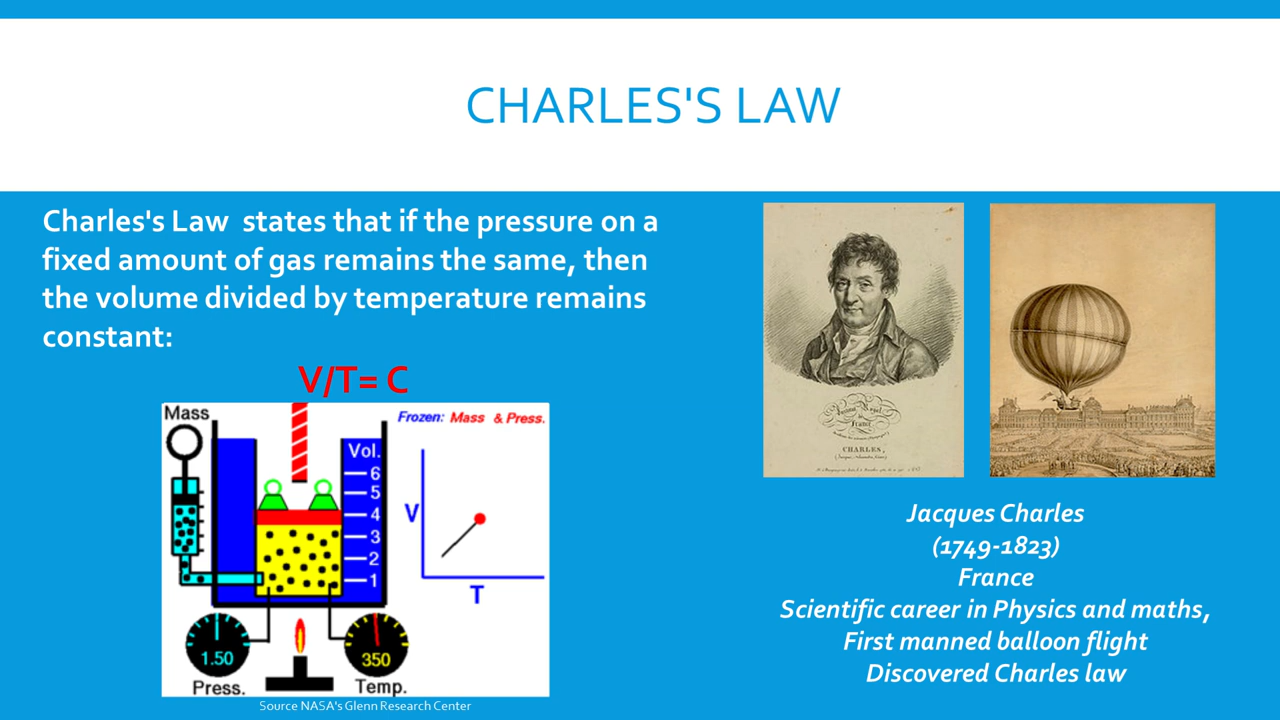 CHARLES'S LAW
Charles's Law states that if the pressure on a
fixed amount of gas remains the same, then
the volume divided by temperature remains
constant:
V/T= C
Mass
Frozen: Mass & Press.
Vol.
6
5
4
3
2
1
V
T
1.50
350
Press.
Temp.
Source NASA's Glenn Research Center
CHARLES,
Jacques Charles
(1749-1823)
France
Scientific career in Physics and maths,
First manned balloon flight
Discovered Charles law